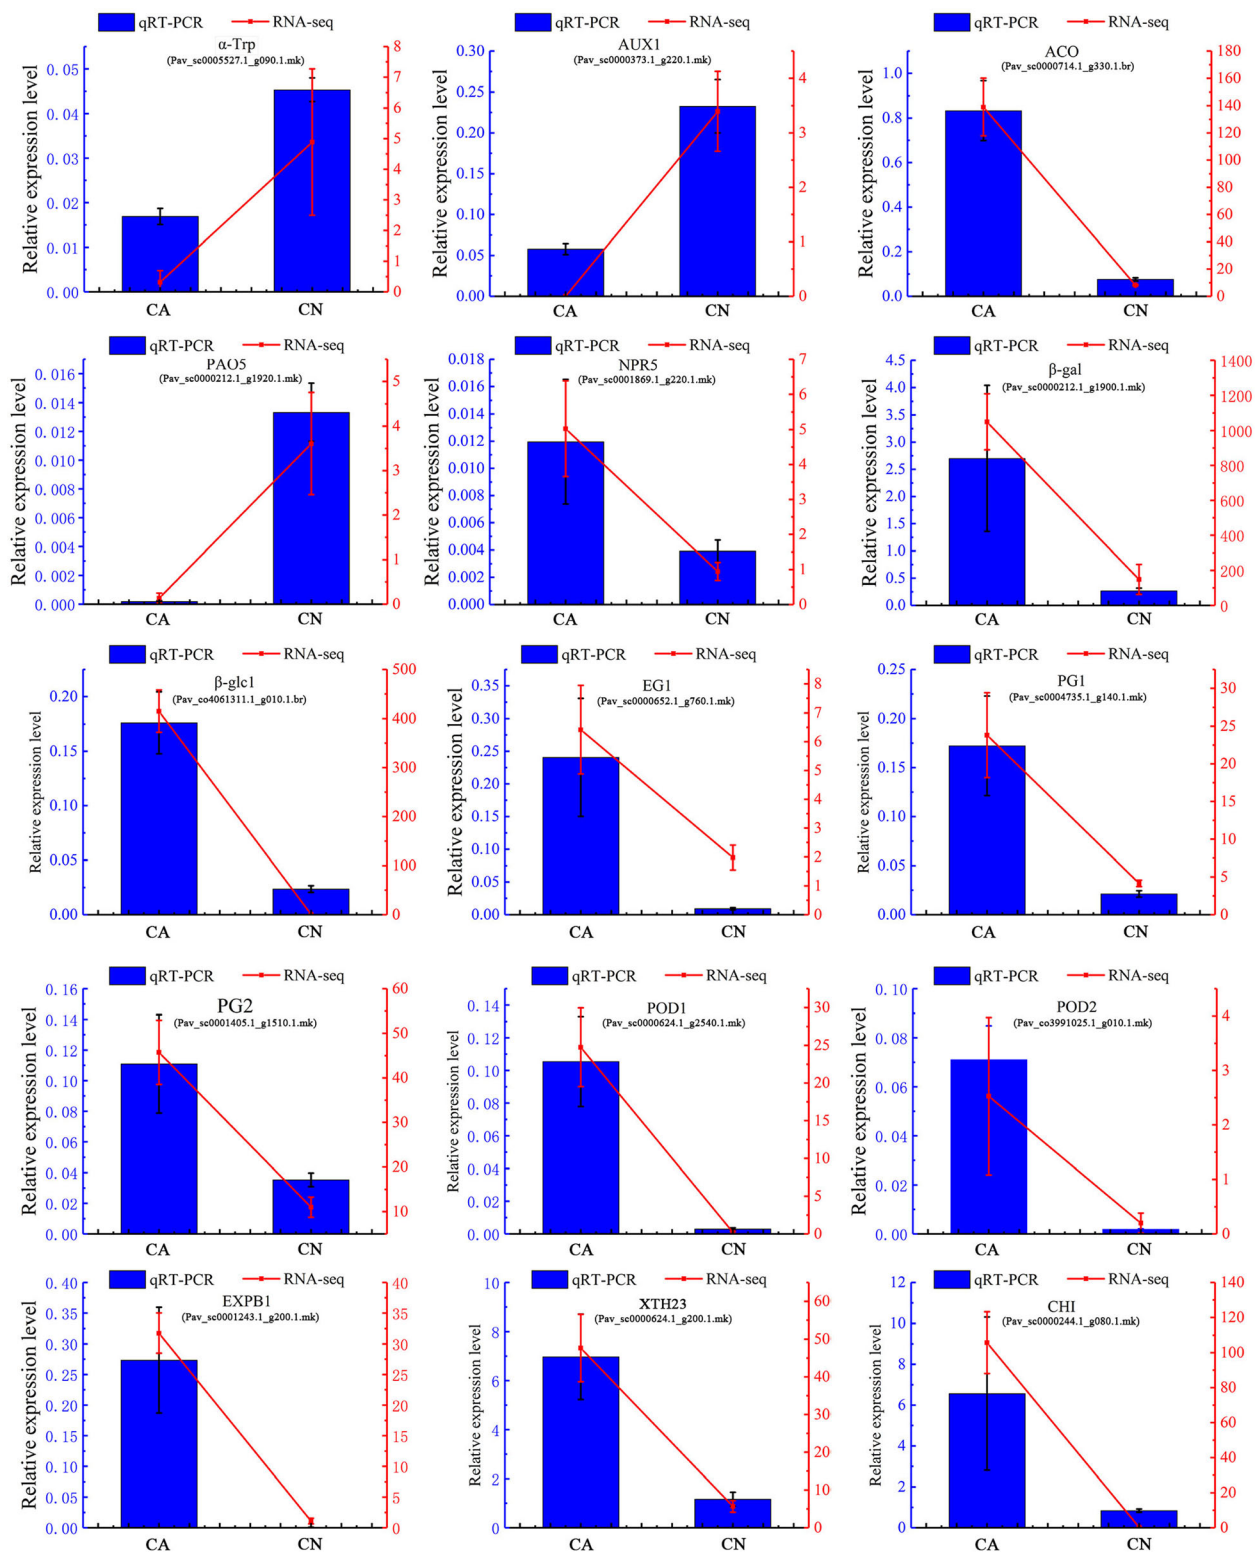 qRT-PCR RNA-seq
α-Trp
(Pav_sc0005527.1_g090.1.mk)
Relative expression level
0. 05
0. 04
0. 03
0. 02
0. 01
0. 00
8
7
6
5
4
3
2
1
0
CA CN
qRT-PCR RNA-seq
AUX1
(Pav_sc0000373.1_g220.1.mk)
Relative expression level
0.30
0.25
0.20
0.15
0.10
0.05
0.00
4
3
2
1
0
CA CN
qRT-PCR RNA-seq
ACO
(Pav_sc0000714.1_g330.1.br)
Relative expression level
1.0
0.8
0.6
0.4
0.2
0.0
180
160
140
120
100
80
60
40
20
0
CA CN
qRT-PCR RNA-seq
PAO5
(Pav_sc0000212.1_g1920.1.mk)
Relative expression level
0. 016
0. 014
0. 012
0. 010
0. 008
0. 006
0. 004
0. 002
0. 000
5
4
3
2
1
0
CA CN
qRT-PCR RNA-seq
NPR5
(Pav_sc0001869.1_g220.1.mk)
Relative expression level
0.018
0.016
0.014
0.012
0.010
0.008
0.006
0.004
0.002
0.000
7
6
5
4
3
2
1
0
CA CN
qRT-PCR RNA-seq
β-gal
(Pav_sc0000212.1_g1900.1.mk)
Relative expression level
4.5
4.0
3.5
3.0
2.5
2.0
1.5
1.0
0.5
0.0
1400
1200
1000
800
600
400
200
0
CA CN
qRT-PCR RNA-seq
β-glc1
(Pav_co4061311.1_g010.1.br)
Relative expression level
0.20
0.15
0.10
0.05
0.00
500
400
300
200
100
0
CA CN
qRT-PCR RNA-seq
EG1
(Pav_sc0000652.1_g760.1.mk)
Relative expression level
0.35
0.30
0.25
0.20
0.15
0.10
0.05
0.00
8
7
6
5
4
3
2
1
0
CA CN
qRT-PCR RNA-seq
PG1
(Pav_sc0004735.1_g140.1.mk)
Relative expression level
0.25
0.20
0.15
0.10
0.05
0.00
30
25
20
15
10
5
0
CA CN
qRT-PCR RNA-seq
PG2
(Pav_sc0001405.1_g1510.1.mk)
Relative expression level
0. 16
0. 14
0. 12
0. 10
0. 08
0. 06
0. 04
0. 02
0. 00
60
50
40
30
20
10
CA CN
qRT-PCR RNA-seq
POD1
(Pav_sc0000624.1_g2540.1.mk)
Relative expression level
0. 14
0. 12
0. 10
0. 08
0. 06
0. 04
0. 02
0. 00
30
25
20
15
10
5
0
CA CN
qRT-PCR RNA-seq
POD2
(Pav_co3991025.1_g010.1.mk)
Relative expression level
0. 10
0. 08
0. 06
0. 04
0. 02
0. 00
4
3
2
1
0
CA CN
qRT-PCR RNA-seq
EXPB1
(Pav_sc0001243.1_g200.1.mk)
Relative expression level
0. 40
0. 35
0. 30
0. 25
0. 20
0. 15
0. 10
0. 05
0. 00
40
35
30
25
20
15
10
5
0
CA CN
qRT-PCR RNA-seq
XTH23
(Pav_sc0000624.1_g200.1.mk)
Relative expression level
10
8
6
4
2
0
60
50
40
30
20
10
0
CA CN
qRT-PCR RNA-seq
CHI
(Pav_sc0000244.1_g080.1.mk)
Relative expression level
12
10
8
6
4
2
0
140
120
100
80
60
40
20
0
CA CN